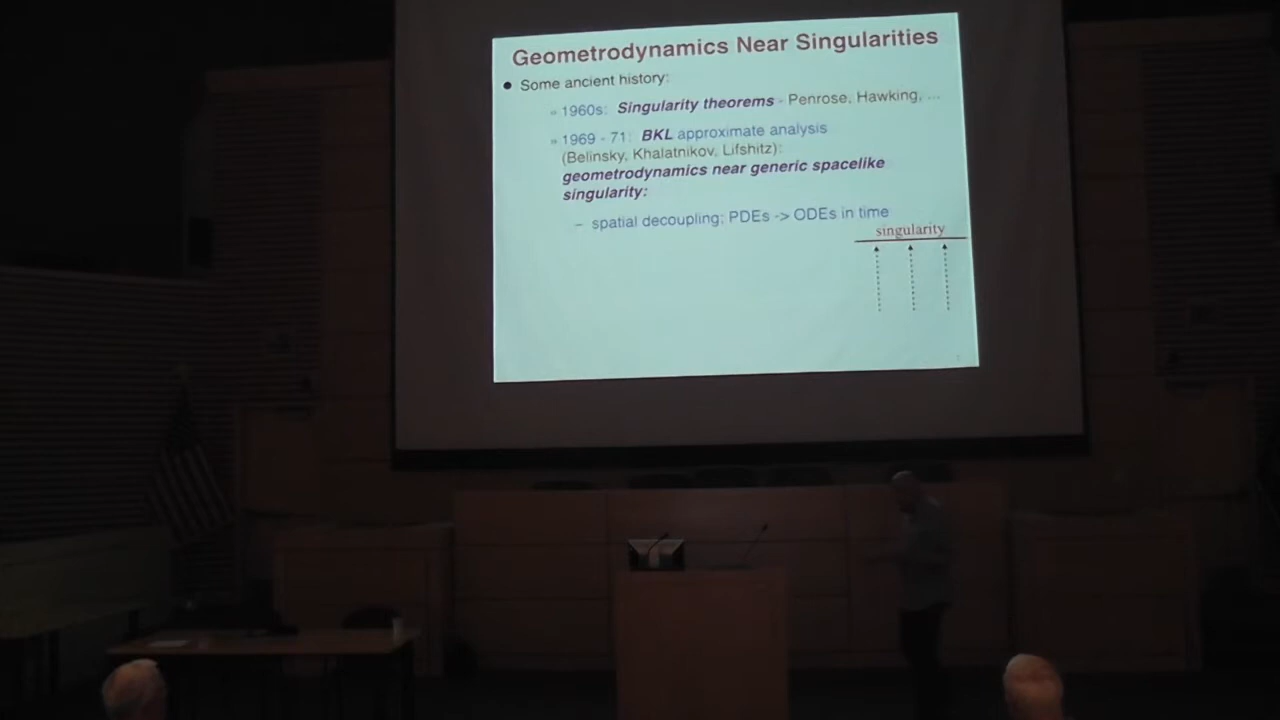 Geometrodynamics Near Singularities
● Some ancient history:
» 1960s: Singularity theorems - Penrose, Hawking, ...
» 1969 - 71: BKL approximate analysis
(Belinsky, Khalatnikov, Lifshitz):
geometrodynamics near generic spacelike
singularity:
– spatial decoupling: PDEs -> ODEs in time
singularity